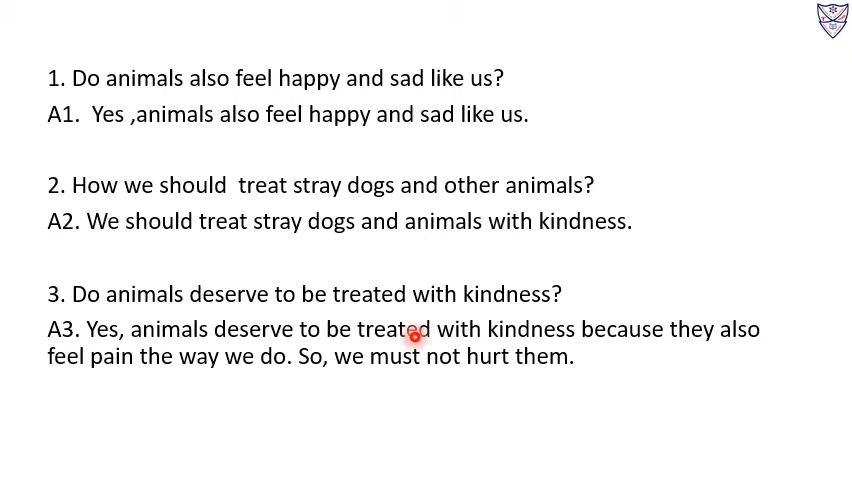 1. Do animals also feel happy and sad like us?
A1.  Yes ,animals also feel happy and sad like us.
2. How we should  treat stray dogs and other animals?
A2. We should treat stray dogs and animals with kindness.
3. Do animals deserve to be treated with kindness?
A3. Yes, animals deserve to be treated with kindness because they also
feel pain the way we do. So, we must not hurt them.